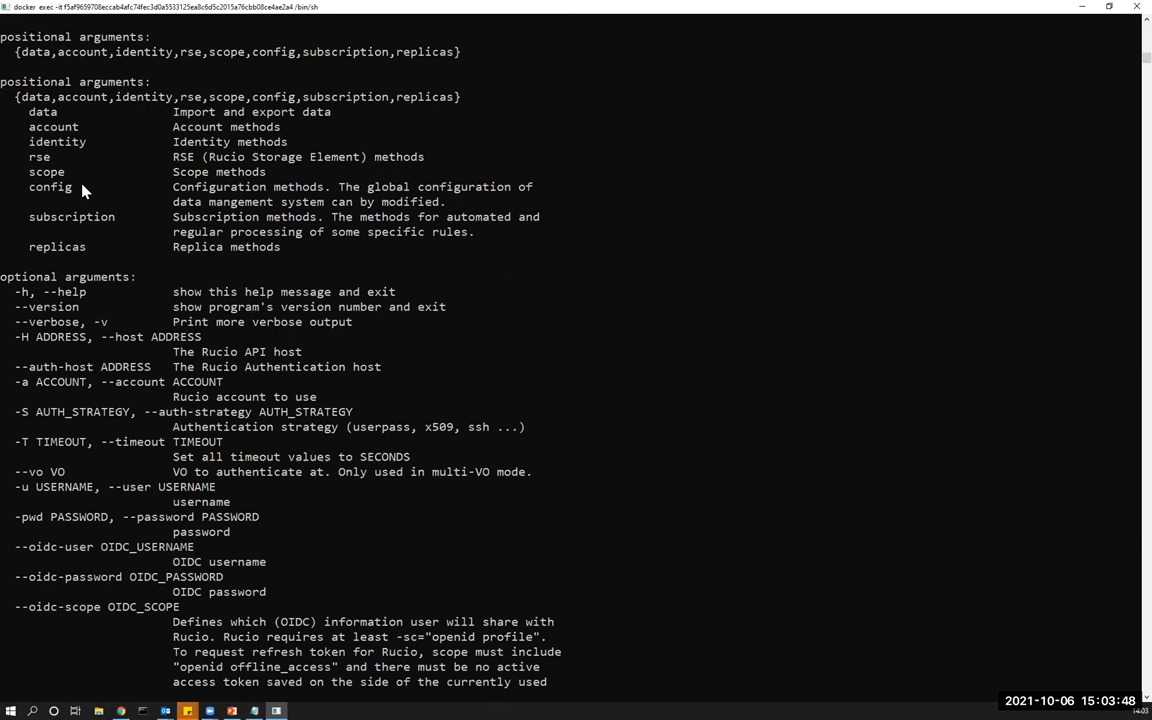 docker exec -it f5af9659708eccab4afc74fec3d0a5533125ea8c6d5c2015a76cbb08ce4ae2a4 /bin/sh
positional arguments:
{data,account,identity,rse,scope,config,subscription,replicas}
positional arguments:
{data,account,identity,rse,scope,config,subscription,replicas}
data Import and export data
account Account methods
identity Identity methods
rse RSE (Rucio Storage Element) methods
scope Scope methods
config Configuration methods. The global configuration of
data mangement system can by modified.
subscription Subscription methods. The methods for automated and
regular processing of some specific rules.
replicas Replica methods
optional arguments:
-h, --help show this help message and exit
--version show program's version number and exit
--verbose, -v Print more verbose output
-H ADDRESS, --host ADDRESS
The Rucio API host
--auth-host ADDRESS The Rucio Authentication host
-a ACCOUNT, --account ACCOUNT
Rucio account to use
-S AUTH_STRATEGY, --auth-strategy AUTH_STRATEGY
Authentication strategy (userpass, x509, ssh ...)
-T TIMEOUT, --timeout TIMEOUT
Set all timeout values to SECONDS
--vo VO VO to authenticate at. Only used in multi-VO mode.
-u USERNAME, --user USERNAME
username
-pwd PASSWORD, --password PASSWORD
password
--oidc-user OIDC_USERNAME
OIDC username
--oidc-password OIDC_PASSWORD
OIDC password
--oidc-scope OIDC_SCOPE
Defines which (OIDC) information user will share with
Rucio. Rucio requires at least -sc="openid profile".
To request refresh token for Rucio, scope must include
"openid offline_access" and there must be no active
access token saved on the side of the currently used
2021-10-06 15:03:48
14:03